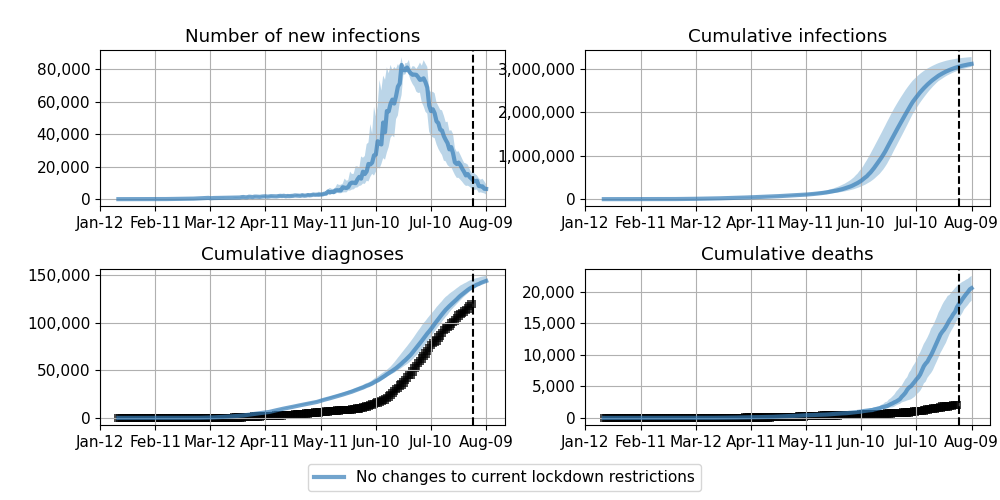 Number of new infections
80,000
60,000
40,000
20,000
0
Jan-12 Feb-11 Mar-12 Apr-11 May-11 Jun-10 Jul-10 Aug-09
Cumulative infections
3,000,000
2,000,000
1,000,000
0
Jan-12 Feb-11 Mar-12 Apr-11 May-11 Jun-10 Jul-10 Aug-09
Cumulative diagnoses
150,000
100,000
50,000
0
Jan-12 Feb-11 Mar-12 Apr-11 May-11 Jun-10 Jul-10 Aug-09
Cumulative deaths
20,000
15,000
10,000
5,000
0
Jan-12 Feb-11 Mar-12 Apr-11 May-11 Jun-10 Jul-10 Aug-09
No changes to current lockdown restrictions